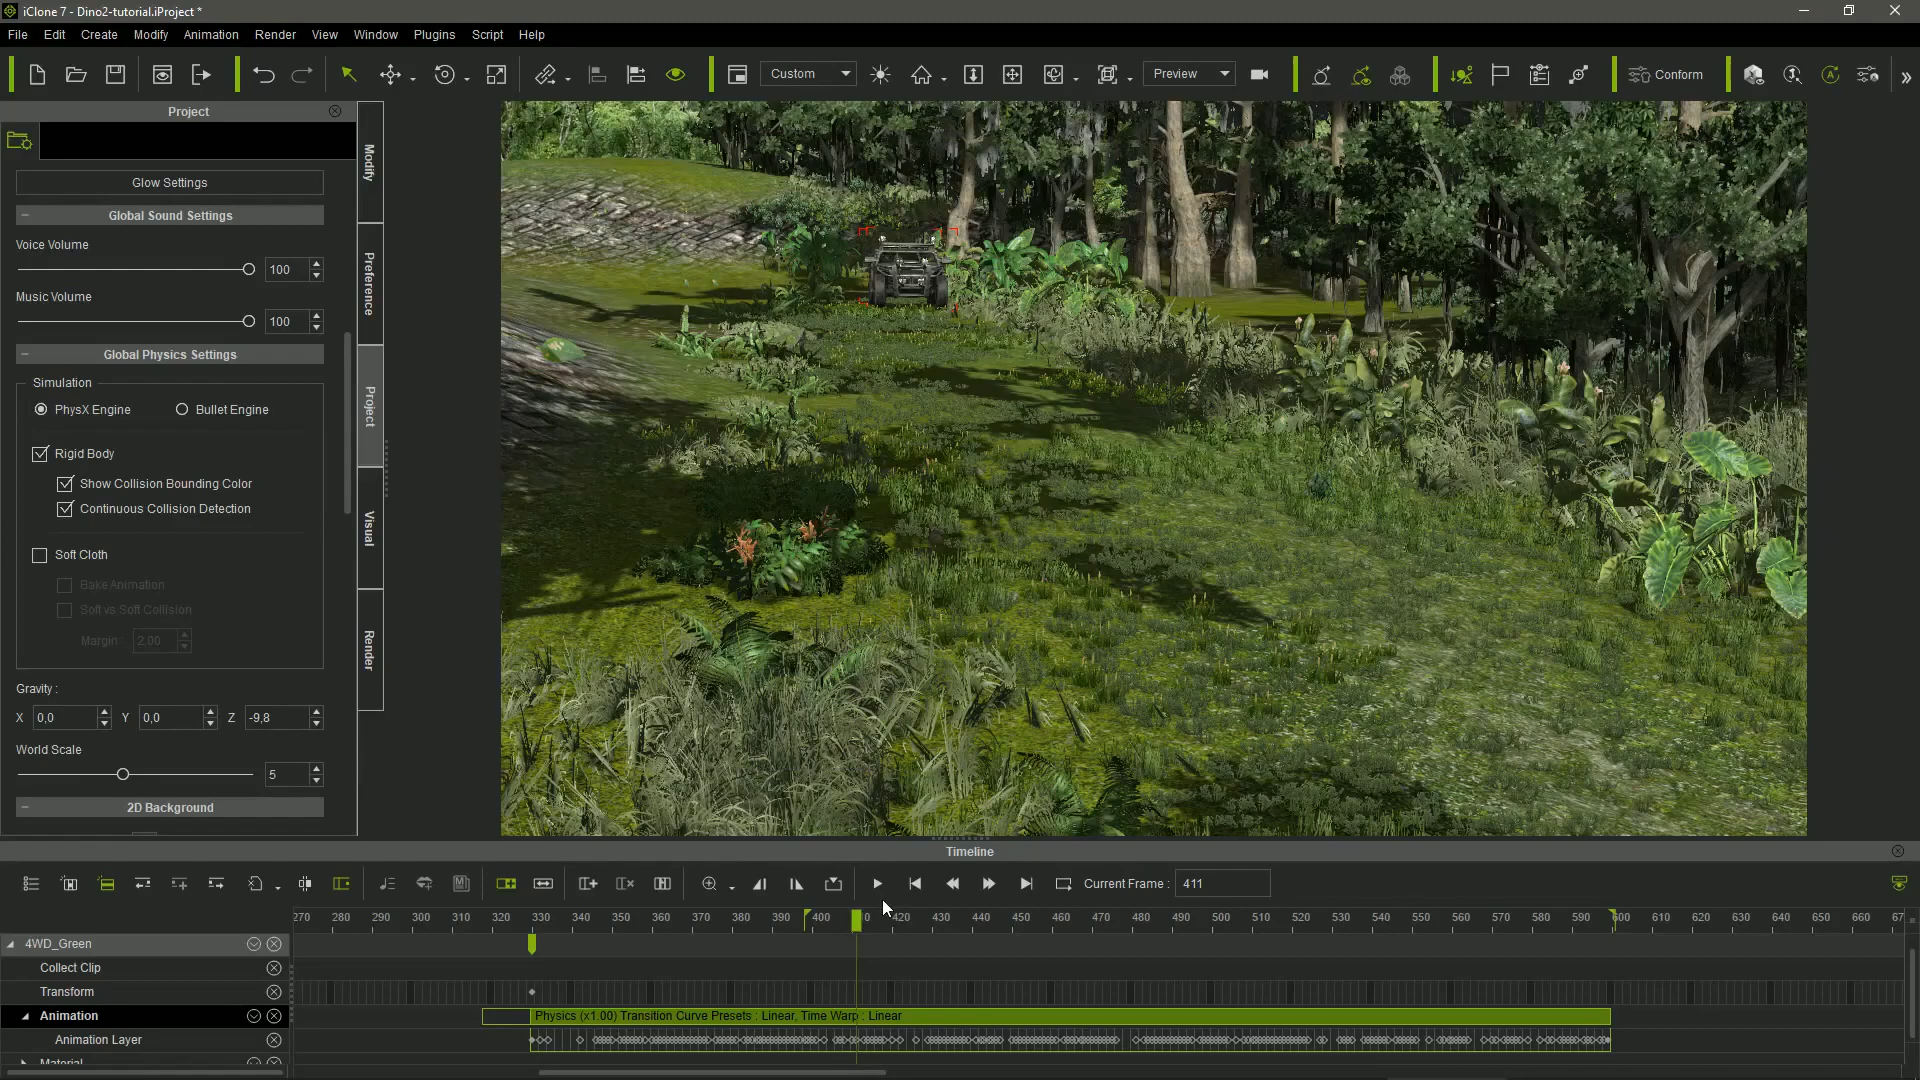 iClone 7 - Dino2-tutorial.iProject *
File Edit Create Modify Animation Render View Window Plugins Script Help
Custom Preview Conform
Project
Glow Settings
Global Sound Settings
Voice Volume
100
Music Volume
100
Global Physics Settings
Simulation
PhysX Engine Bullet Engine
Rigid Body
Show Collision Bounding Color
Continuous Collision Detection
Soft Cloth
Bake Animation
Soft vs Soft Collision
Margin 2,00
Gravity :
X 0,0 Y 0,0 Z -9,8
World Scale
5
2D Background
Modify
Preference
Project
Visual
Render
Timeline
Current Frame : 411
270 280 290 300 310 320 330 340 350 360 370 380 390 400 0 420 430 440 450 460 470 480 490 500 510 520 530 540 550 560 570 580 590 600 610 620 630 640 650 660 67
4WD_Green
Collect Clip
Transform
Animation
Physics (x1.00) Transition Curve Presets : Linear, Time Warp : Linear
Animation Layer
Material